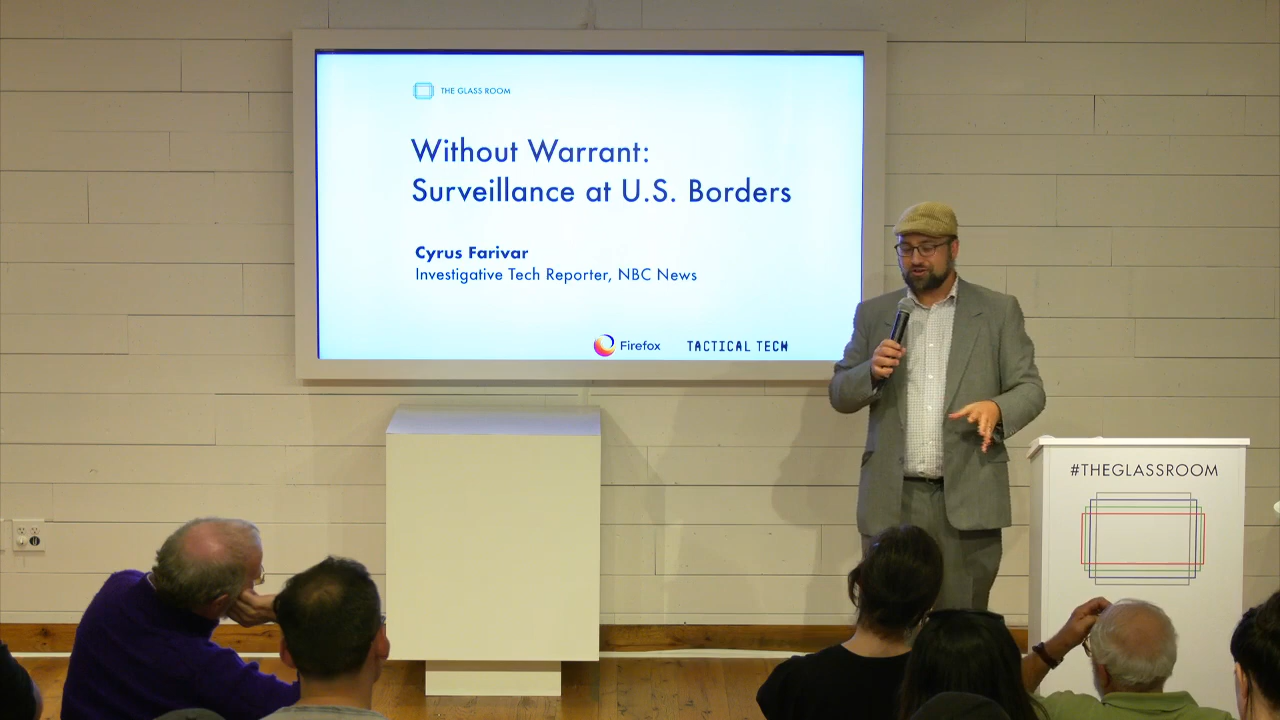 THE GLASS ROOM
Without Warrant:
Surveillance at U.S. Borders
Cyrus Farivar
Investigative Tech Reporter, NBC News
Firefox
TACTICAL TECH
#THEGLASSROOM